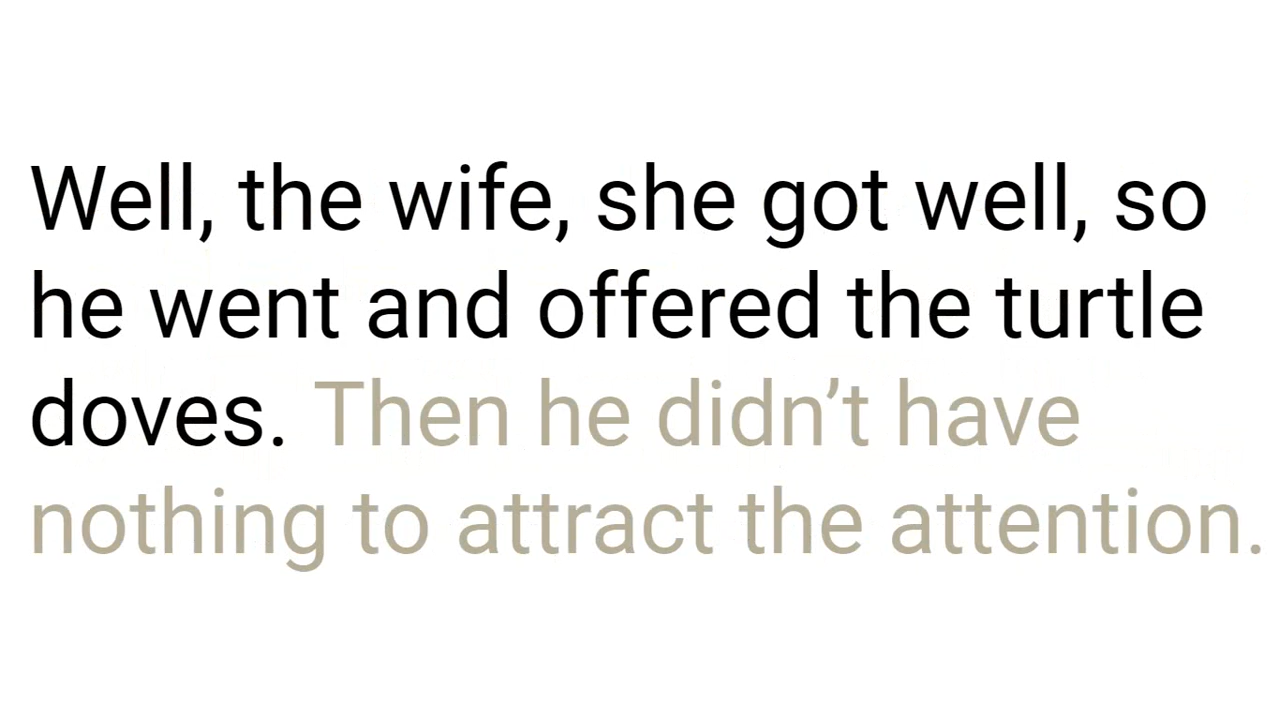 Well, the wife, she got well, so
he went and offered the turtle
doves. Then he didn’t have
nothing to attract the attention.